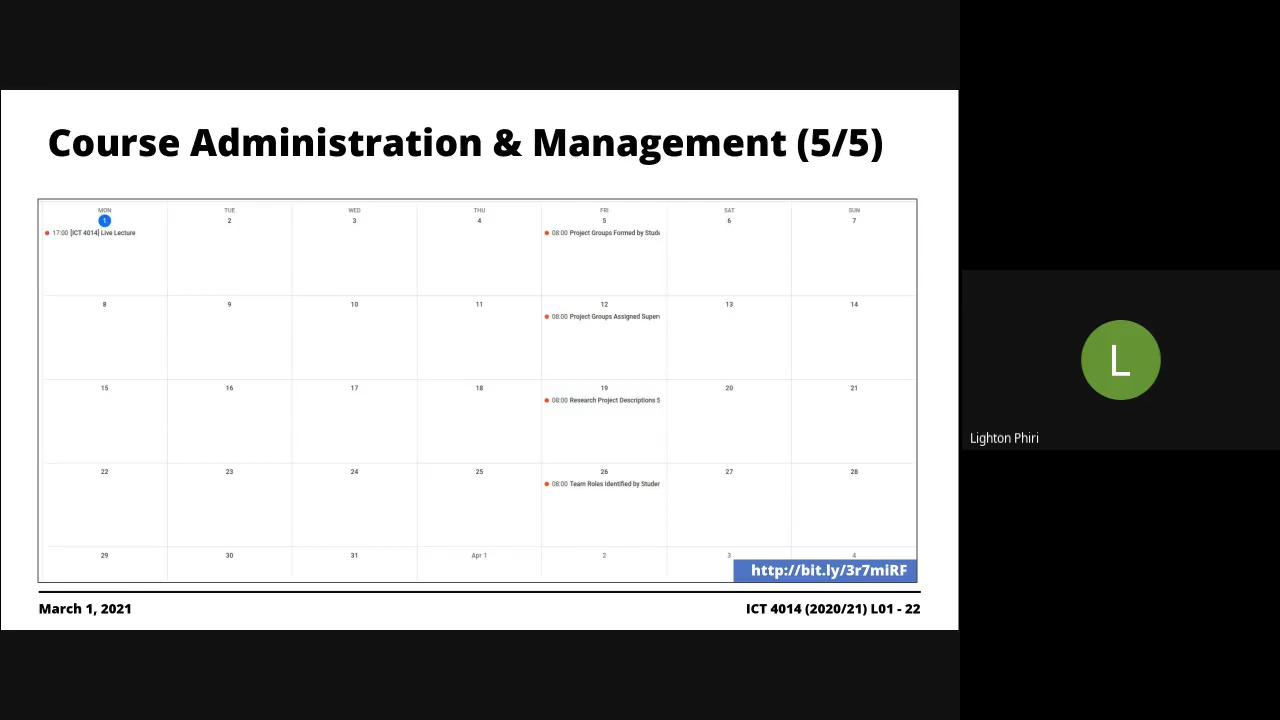 Course Administration & Management (5/5)
MON TUE WED THU FRI SAT SUN
1 2 3 4 5 6 7
17:00 [ICT 4014] Live Lecture 08:00 Project Groups Formed by Stude
8 9 10 11 12 13 14
08:00 Project Groups Assigned Superv
15 16 17 18 19 20 21
08:00 Research Project Descriptions S
22 23 24 25 26 27 28
08:00 Team Roles Identified by Studen
29 30 31 Apr 1 2 3 4
http://bit.ly/3r7miRF
March 1, 2021 ICT 4014 (2020/21) L01 - 22
L
Lighton Phiri